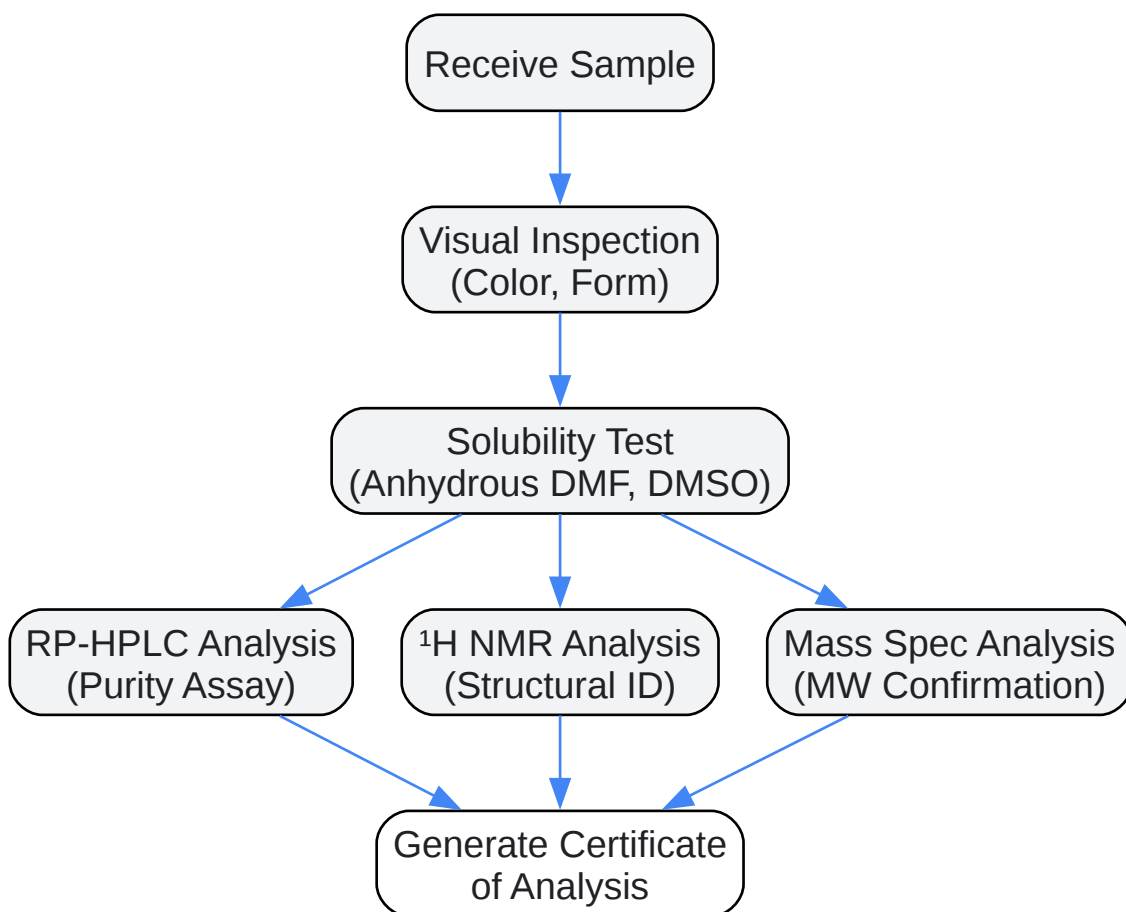 Receive Sample
Visual Inspection
(Color, Form)
Solubility Test
(Anhydrous DMF, DMSO)
RP-HPLC Analysis
(Purity Assay)
¹H NMR Analysis
(Structural ID)
Mass Spec Analysis
(MW Confirmation)
Generate Certificate
of Analysis